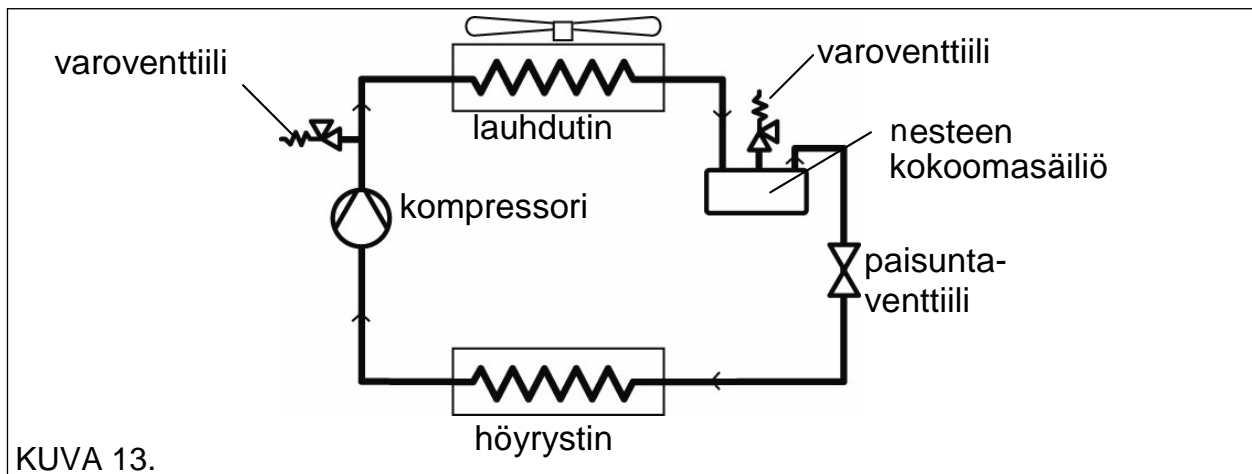 varoventtiili
varoventtiili
lauhdutin
nesteen
kokoomasäiliö
kompressori
paisunta-
venttiili
höyrystin
KUVA 13.